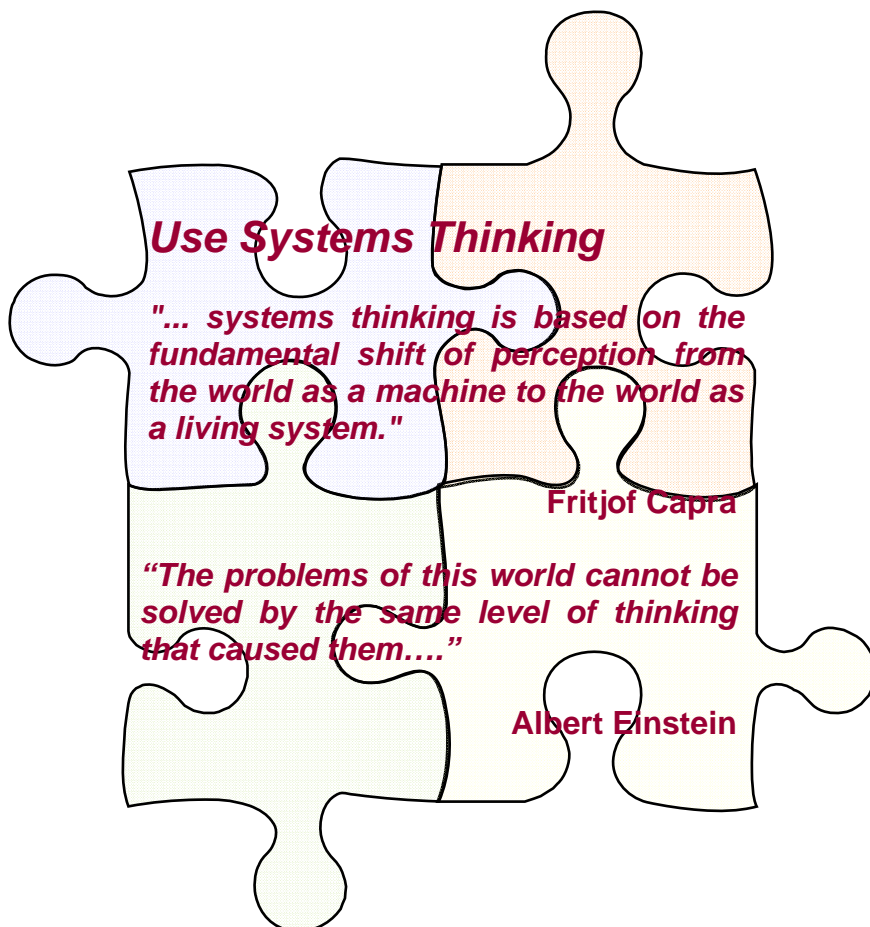 Use Systems Thinking
"... systems thinking is based on the
fundamental shift of perception from
the world as a machine to the world as
a living system."
Fritjof Capra
“The problems of this world cannot be
solved by the same level of thinking
that caused them….”
Albert Einstein